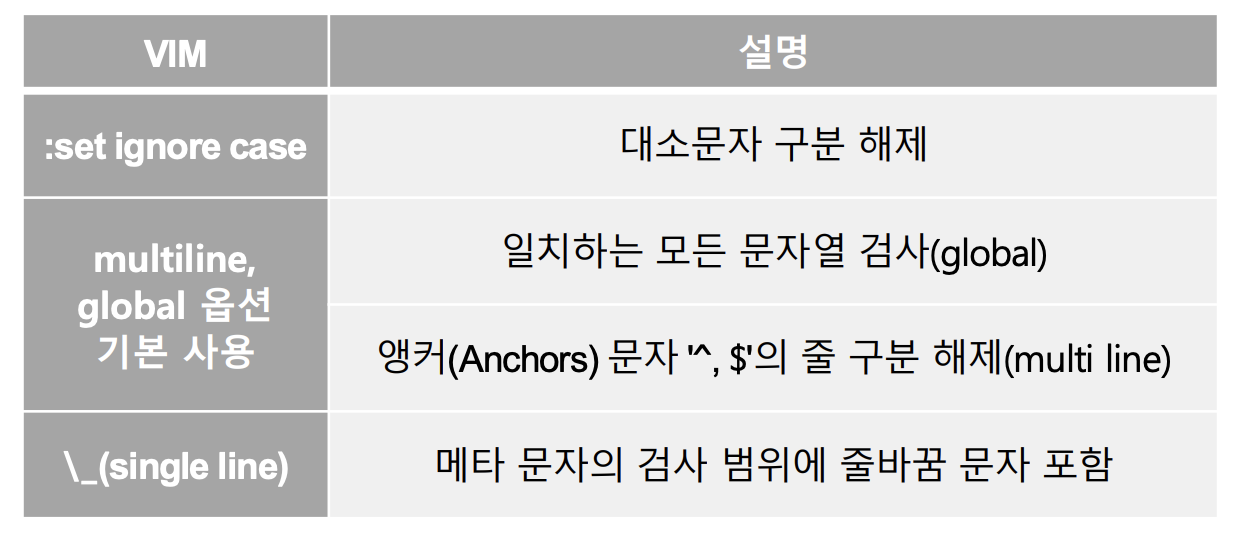 VIM
설명
:set ignore case
대소문자 구분 해제
multiline,
global 옵션
기본 사용
일치하는 모든 문자열 검사(global)
앵커(Anchors) 문자 '^, $'의 줄 구분 해제(multi line)
\_(single line)
메타 문자의 검사 범위에 줄바꿈 문자 포함